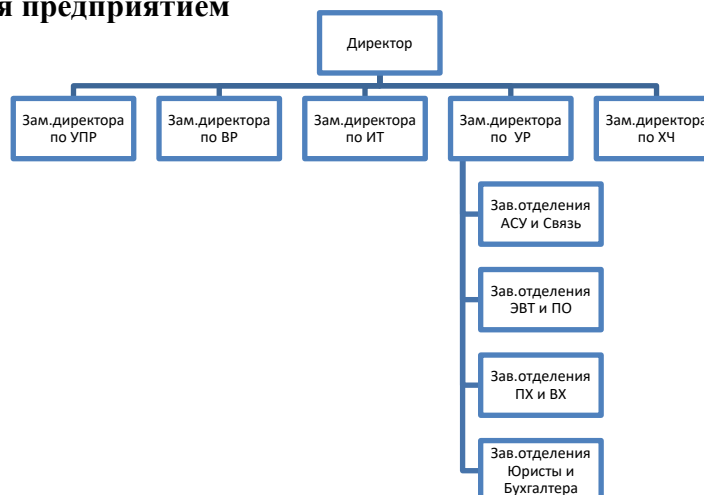 я предприятием
Директор
Зам.директора
по УПР
Зам.директора
по ВР
Зам.директора
по ИТ
Зам.директора
по УР
Зам.директора
по ХЧ
Зав.отделения
АСУ и Связь
Зав.отделения
ЭВТ и ПО
Зав.отделения
ПХ и ВХ
Зав.отделения
Юристы и
Бухгалтера